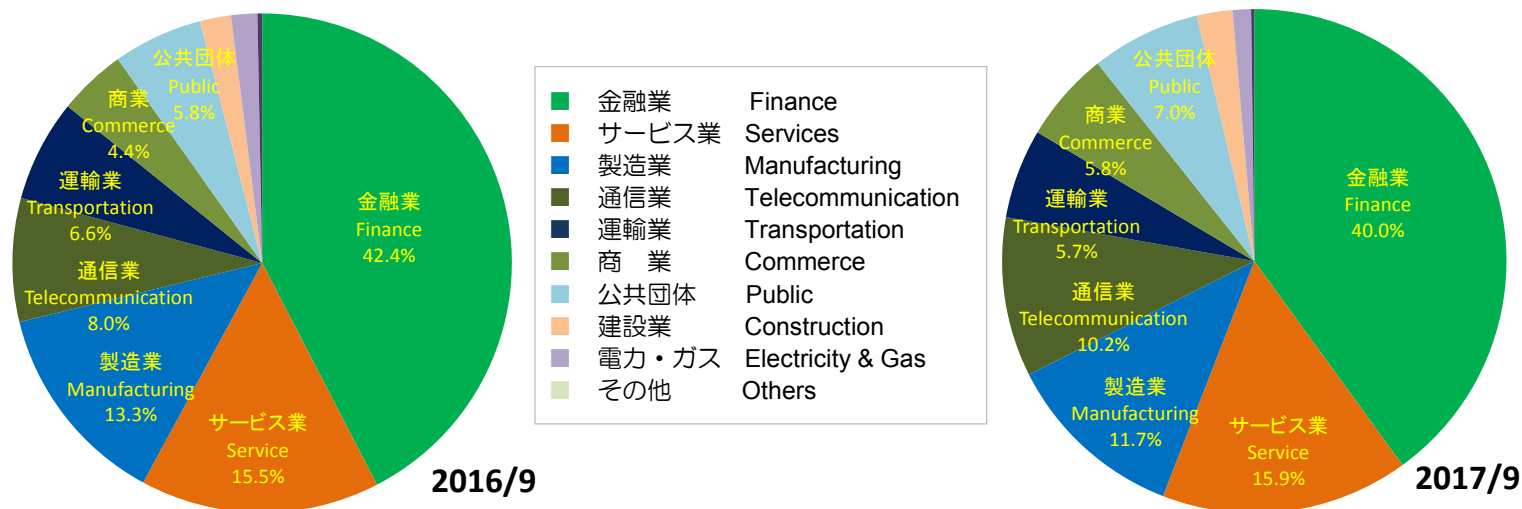 公共団体
Public
5.8%
商業
Commerce
4.4%
運輸業
Transportation
6.6%
通信業
Telecommunication
8.0%
製造業
Manufacturing
13.3%
サービス業
Service
15.5%
金融業
Finance
42.4%
2016/9
金融業 Finance
サービス業 Services
製造業 Manufacturing
通信業 Telecommunication
運輸業 Transportation
商　業 Commerce
公共団体 Public
建設業 Construction
電力・ガス Electricity & Gas
その他 Others
公共団体
Public
7.0%
商業
Commerce
5.8%
運輸業
Transportation
5.7%
通信業
Telecommunication
10.2%
製造業
Manufacturing
11.7%
サービス業
Service
15.9%
金融業
Finance
40.0%
2017/9